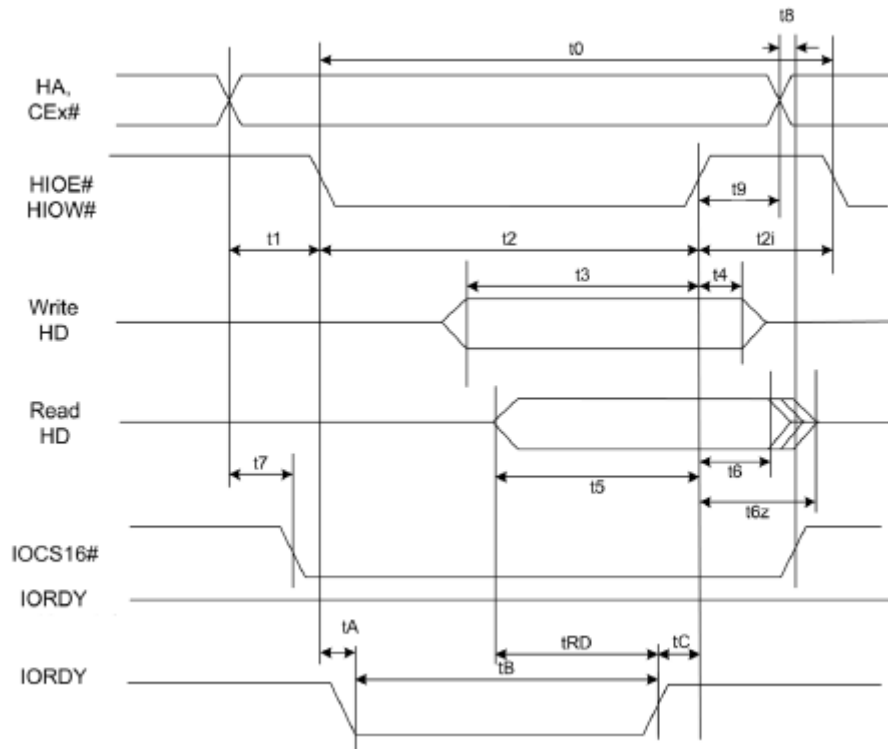 t8
t0
HA,
CEx#
HIOE#
HIOW#
t9
t1
t2
t2i
t3
t4
Write
HD
Read
HD
t7
t6
t5
t6z
IOCS16#
IORDY
tA
tRD
tC
tB
IORDY